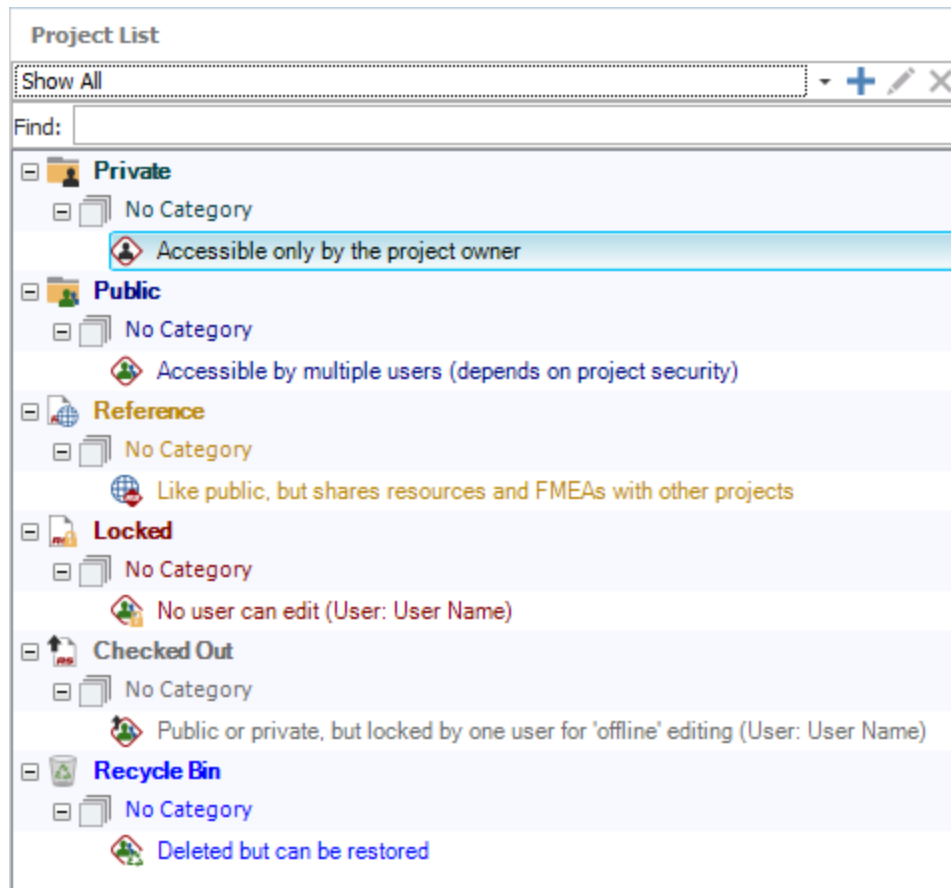 Project List
Show All
Find:
Private
No Category
Accessible only by the project owner
Public
No Category
Accessible by multiple users (depends on project security)
Reference
No Category
Like public, but shares resources and FMEAs with other projects
Locked
No Category
No user can edit (User: User Name)
Checked Out
No Category
Public or private, but locked by one user for 'offline' editing (User: User Name)
Recycle Bin
No Category
Deleted but can be restored